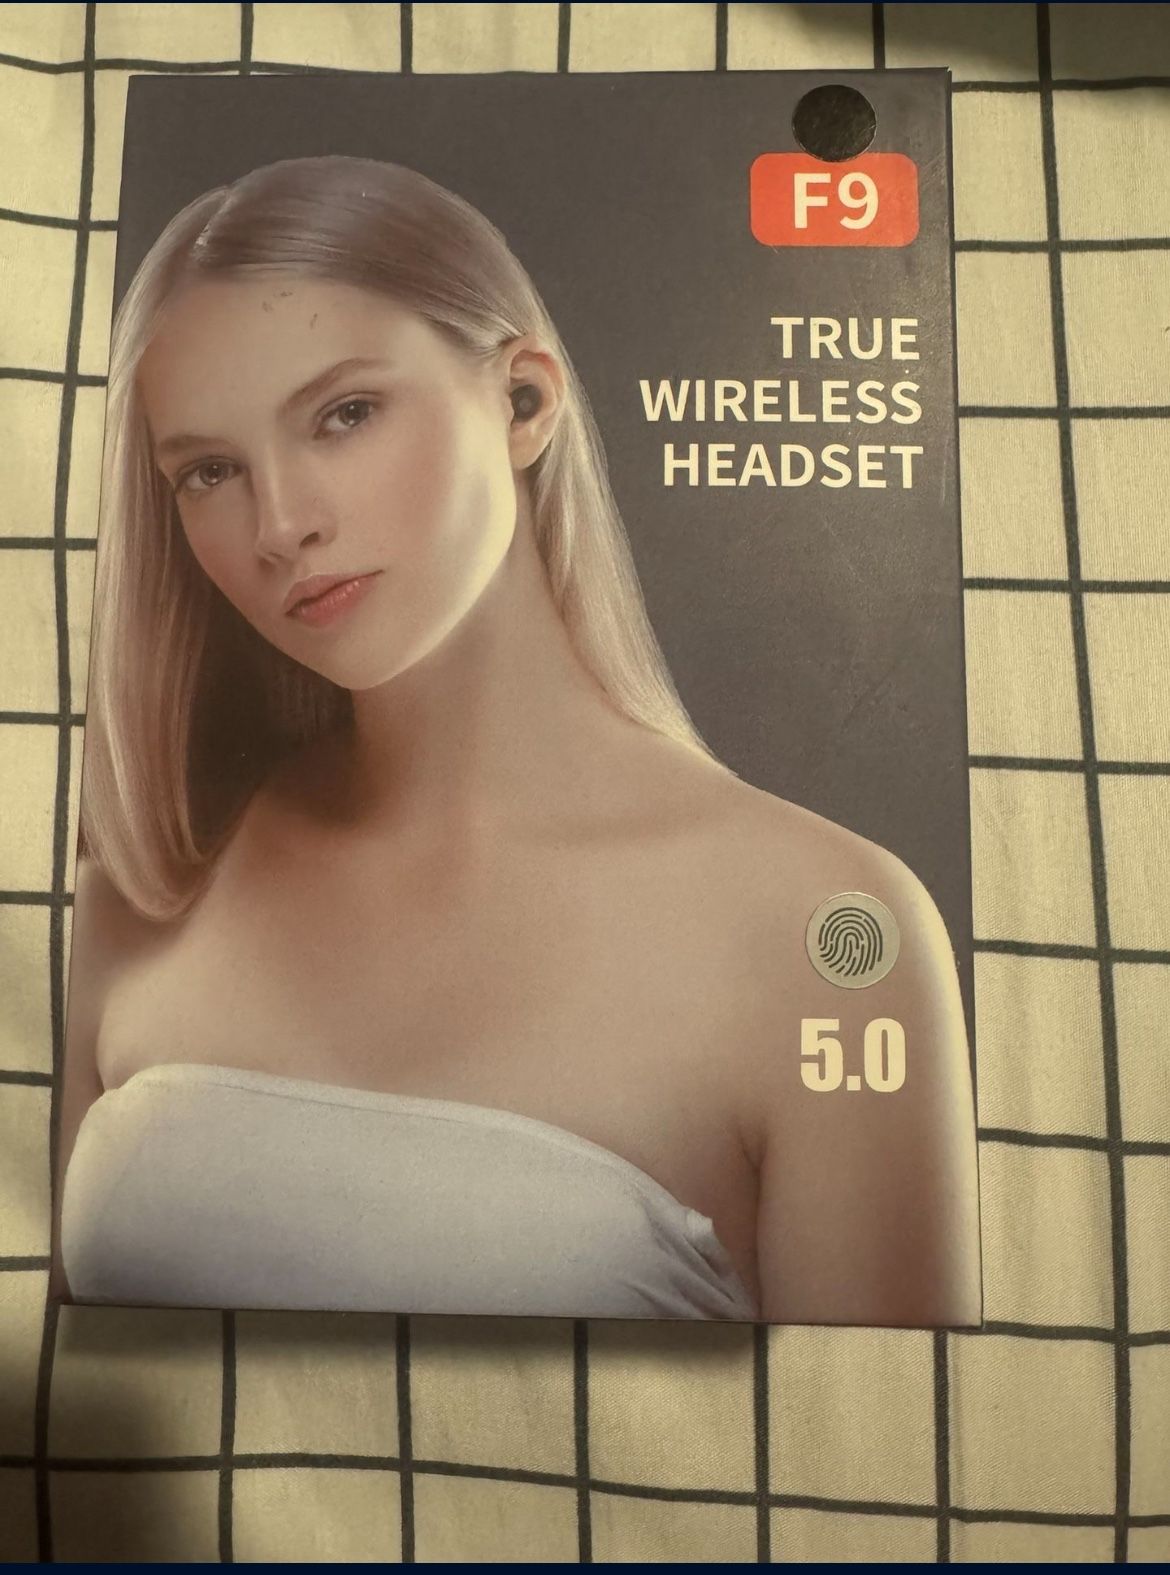 F9
TRUE
WIRELESS
HEADSET
5.0